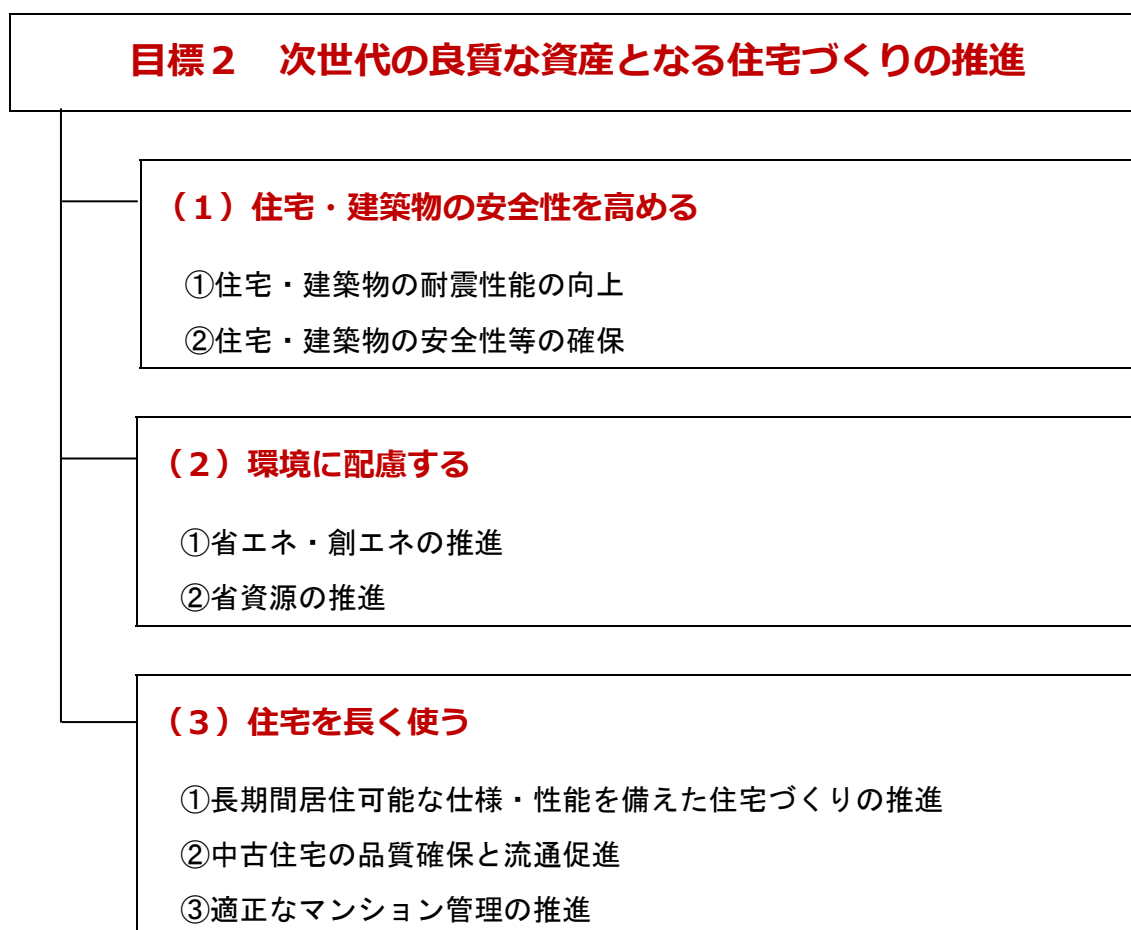 目標２　次世代の良質な資産となる住宅づくりの推進
（１）住宅・建築物の安全性を高める
①住宅・建築物の耐震性能の向上
②住宅・建築物の安全性等の確保
（２）環境に配慮する
①省エネ・創エネの推進
②省資源の推進
（３）住宅を長く使う
①長期間居住可能な仕様・性能を備えた住宅づくりの推進
②中古住宅の品質確保と流通促進
③適正なマンション管理の推進